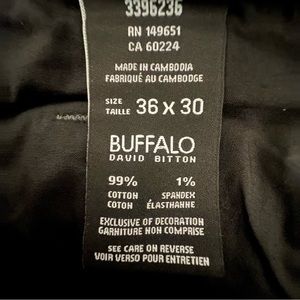 3396236
RN 149651
CA 60224
MADE IN CAMBODIA
FABRIQUÉ AU CAMBODGE
SIZE
TAILLE 36 x 30
BUFFALO
DAVID BITTON
99% 1%
COTTON SPANDEX
COTON ÉLASTHANNE
EXCLUSIVE OF DECORATION
GARNITURE NON COMPRISE
SEE CARE ON REVERSE
VOIR VERSO POUR ENTRETIEN